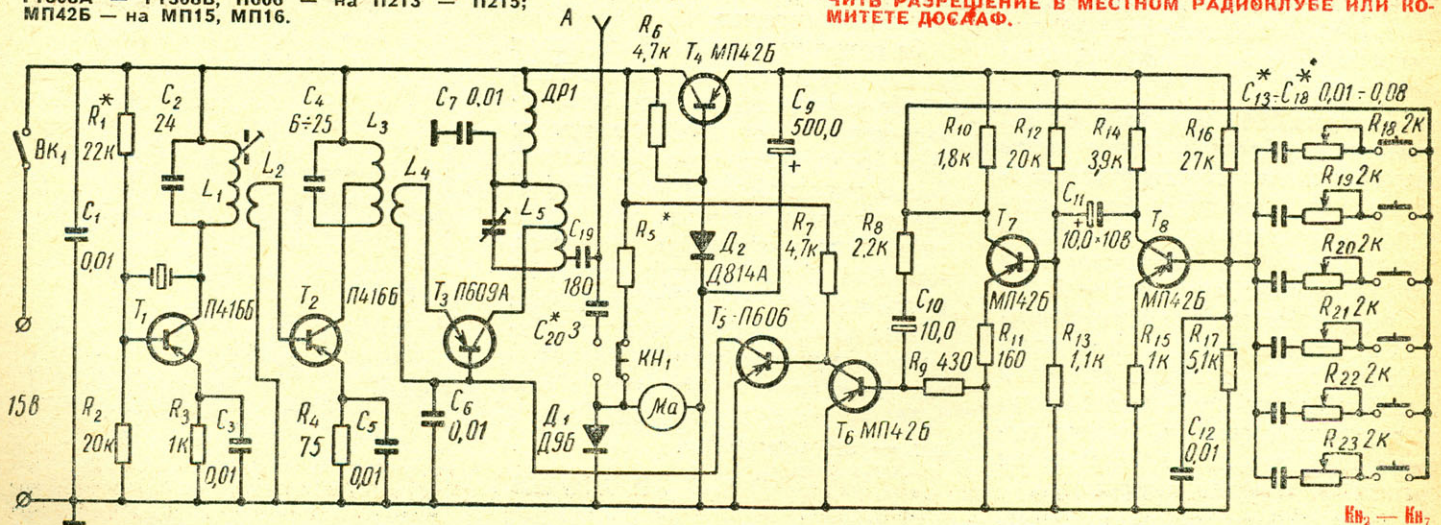 МП42Б — на МП15, МП16.
ЧИТЬ РАЗРЕШЕНИЕ В МЕСТНОМ РАДИОКЛУБЕ ИЛИ КО-
МИТЕТЕ ДОСААФ.
A
R6
4,7к
T4 МП42Б
C13*÷C18* 0,01÷0,08
Вк1
R1*
22к
C2
24
C4
6÷25
L3
C7 0,01
ДР1
C9
500,0
+
R10
1,8к
R12
20к
R14
3,9к
R16
27к
R18 2к
R19 2к
R20 2к
R21 2к
R22 2к
R23 2к
C1
0,01
L1
L2
L4
L5
C19
180
R5*
Д2
Д814А
R7
4,7к
R8
2,2к
T7
МП42Б
C11
+
10,0×10В
T8
МП42Б
T1
П416Б
T2
П416Б
T3 П609А
C20* 3
КН1
T5-П606
C10
10,0
R9 430
R11
160
R13
1,1к
R15
1к
R17
5,1к
15В
R2
20к
R3
1к
C3
0,01
R4
75
C5
0,01
C6
0,01
Д1
Д9Б
Ma
T6 МП42Б
C12
0,01
Кн2 — Кн7